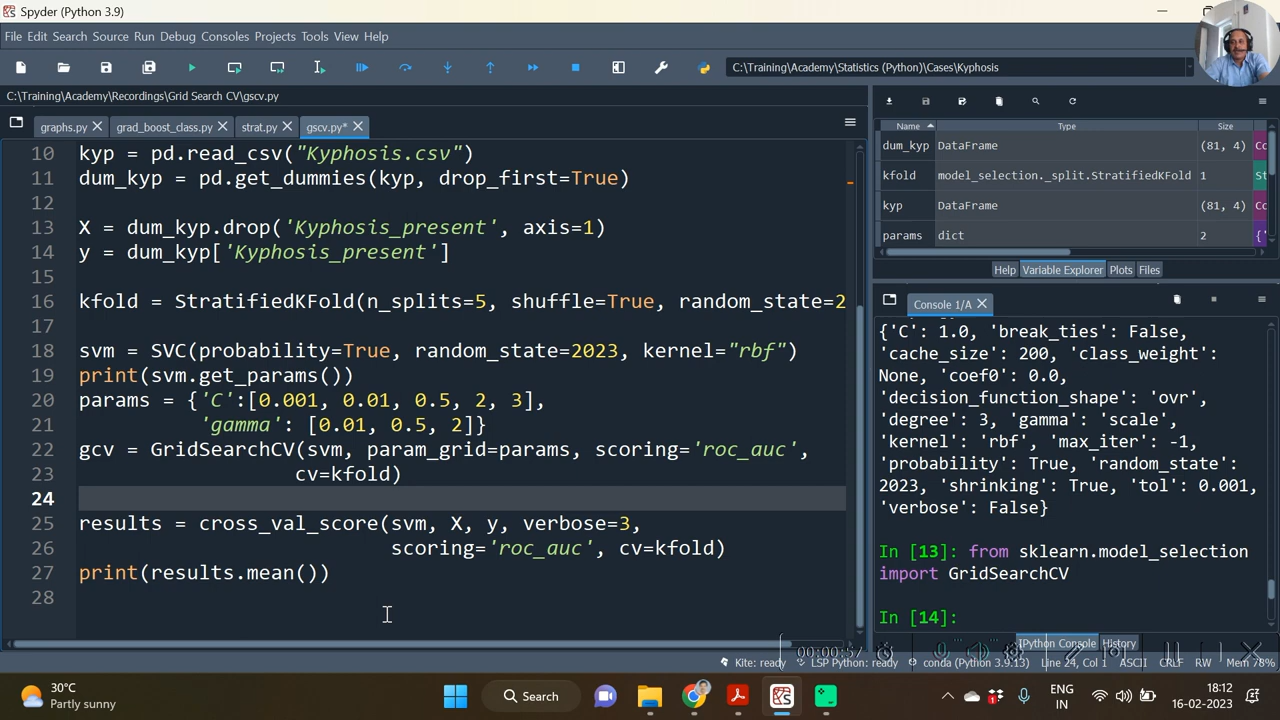 Spyder (Python 3.9)
File Edit Search Source Run Debug Consoles Projects Tools View Help
C:\Training\Academy\Statistics (Python)\Cases\Kyphosis
C:\Training\Academy\Recordings\Grid Search CV\gscv.py
graphs.py grad_boost_class.py strat.py gscv.py*
10 kyp = pd.read_csv("Kyphosis.csv")
11 dum_kyp = pd.get_dummies(kyp, drop_first=True)
12
13 X = dum_kyp.drop('Kyphosis_present', axis=1)
14 y = dum_kyp['Kyphosis_present']
15
16 kfold = StratifiedKFold(n_splits=5, shuffle=True, random_state=2
17
18 svm = SVC(probability=True, random_state=2023, kernel="rbf")
19 print(svm.get_params())
20 params = {'C':[0.001, 0.01, 0.5, 2, 3],
21 'gamma': [0.01, 0.5, 2]}
22 gcv = GridSearchCV(svm, param_grid=params, scoring='roc_auc',
23 cv=kfold)
24
25 results = cross_val_score(svm, X, y, verbose=3,
26 scoring='roc_auc', cv=kfold)
27 print(results.mean())
28
Name Type Size
dum_kyp DataFrame (81, 4) Co
kfold model_selection._split.StratifiedKFold 1 St
kyp DataFrame (81, 4) Co
params dict 2 {'
Help Variable Explorer Plots Files
Console 1/A
{'C': 1.0, 'break_ties': False,
'cache_size': 200, 'class_weight':
None, 'coef0': 0.0,
'decision_function_shape': 'ovr',
'degree': 3, 'gamma': 'scale',
'kernel': 'rbf', 'max_iter': -1,
'probability': True, 'random_state':
2023, 'shrinking': True, 'tol': 0.001,
'verbose': False}
In [13]: from sklearn.model_selection
import GridSearchCV
In [14]:
IPython Console History
00:00:57
Kite: ready LSP Python: ready conda (Python 3.9.13) Line 24, Col 1 ASCII CRLF RW Mem 78%
30°C
Partly sunny
Search
ENG
IN
18:12
16-02-2023